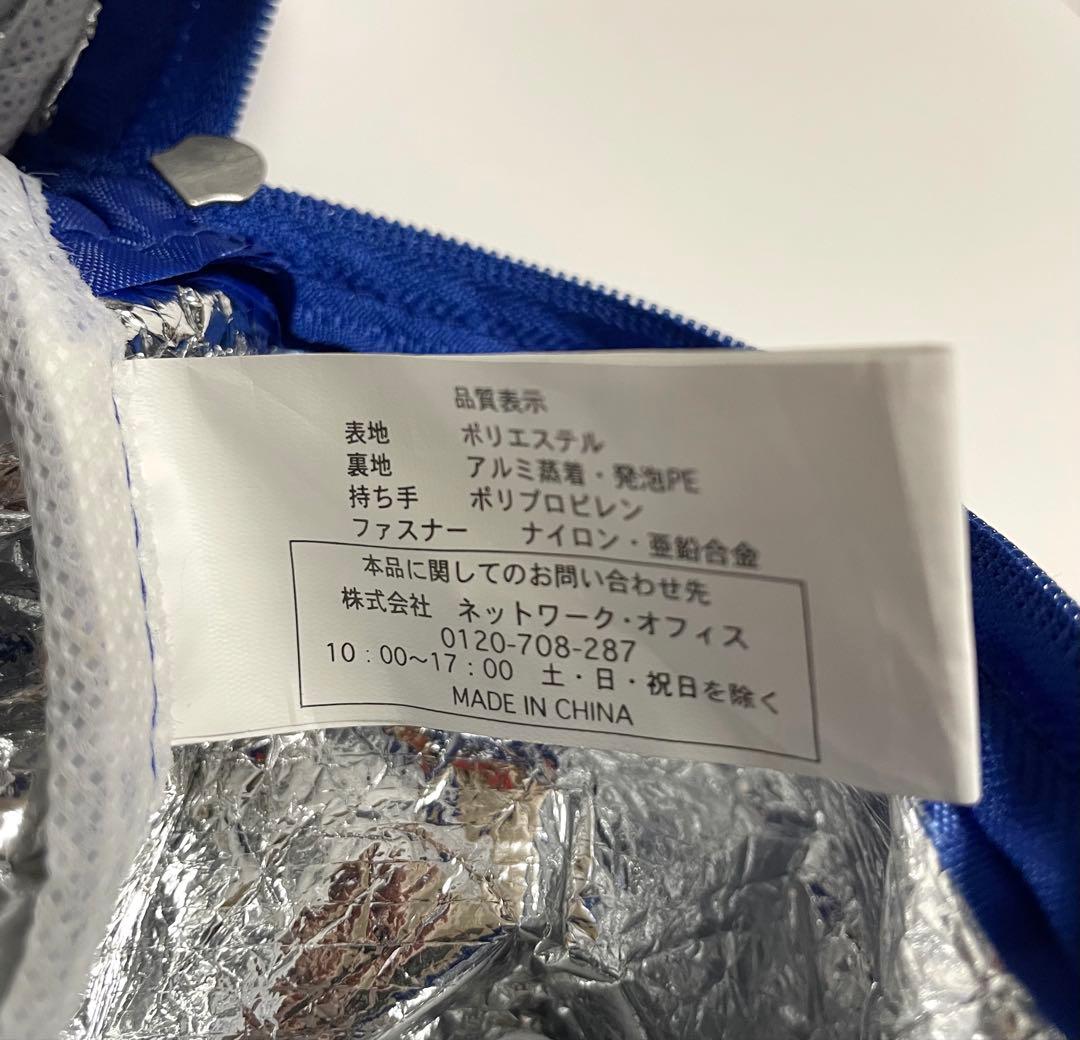 品質表示
表地 ポリエステル
裏地 アルミ蒸着・発泡PE
持ち手 ポリプロピレン
ファスナー ナイロン・亜鉛合金
本品に関してのお問い合わせ先
株式会社 ネットワーク・オフィス
0120-708-287
10:00〜17:00 土・日・祝日を除く
MADE IN CHINA